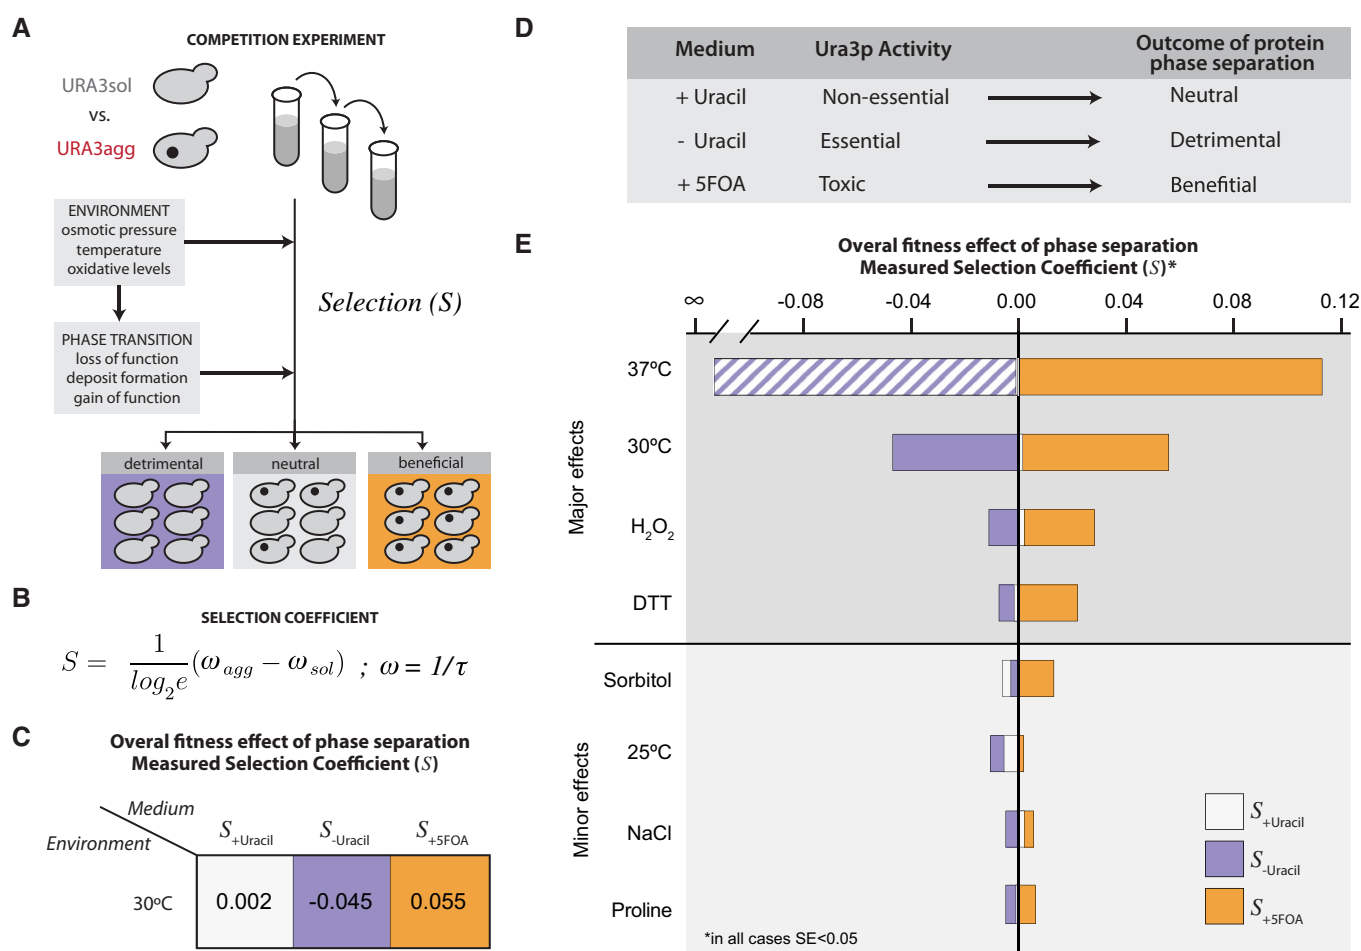 A
COMPETITION EXPERIMENT
URA3sol
vs.
URA3agg
ENVIRONMENT
osmotic pressure
temperature
oxidative levels
PHASE TRANSITION
loss of function
deposit formation
gain of function
Selection (S)
detrimental
neutral
beneficial
B
SELECTION COEFFICIENT
S = 1/log₂e (ω_agg − ω_sol) ; ω = 1/τ
C
Overal fitness effect of phase separation
Measured Selection Coefficient (S)
Medium
Environment
S+Uracil S-Uracil S+5FOA
30ºC 0.002 -0.045 0.055
D
Medium Ura3p Activity Outcome of protein phase separation
+ Uracil Non-essential Neutral
- Uracil Essential Detrimental
+ 5FOA Toxic Benefitial
E
Overal fitness effect of phase separation
Measured Selection Coefficient (S)*
∞ -0.08 -0.04 0.00 0.04 0.08 0.12
Major effects
37ºC
30ºC
H₂O₂
DTT
Minor effects
Sorbitol
25ºC
NaCl
Proline
S+Uracil
S-Uracil
S+5FOA
*in all cases SE<0.05